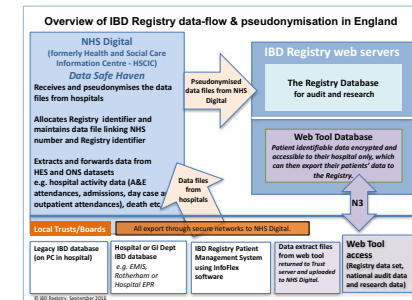 Overview of IBD Registry data-flow & pseudonymisation in England
NHS Digital
(formerly Health and Social Care
Information Centre - HSCIC)
Data Safe Haven
Receives and pseudonymises the data
files from hospitals
Allocates Registry identifier and
maintains data file linking NHS
number and Registry identifier
Extracts and forwards data from
HES and ONS datasets
e.g. hospital activity data (A&E
attendances, admissions, day case a
outpatient attendances), death etc.
Pseudonymised
data files from NHS
Digital
IBD Registry web servers
The Registry Database
for audit and research
Web Tool Database
Patient identifiable data encrypted and
accessible to their hospital only, which
can then export their patients' data to
the Registry.
Data files
from
hospitals
N3
Local Trusts/Boards
All export through secure networks to NHS Digital.
Legacy IBD database
(on PC in hospital)
Hospital or GI Dept
IBD database
e.g. EMIS,
Rotherham or
Hospital EPR
IBD Registry Patient
Management System
using InfoFlex
software
Data extract files
from web tool
returned to Trust
server and uploaded
to NHS Digital.
Web Tool
access
(Registry data set,
national audit data
and research data)
© IBD Registry, September 2016